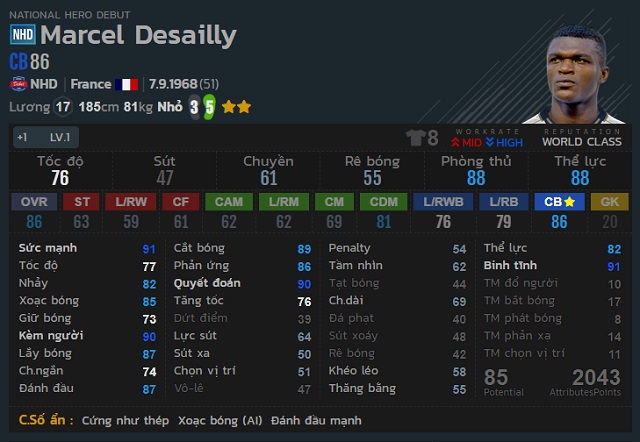 NATIONAL HERO DEBUT
NHD Marcel Desailly
CB 86
NHD | France | 7.9.1968 (51)
Lương 17 185cm 81kg Nhỏ 3 5
+1 LV.1
8 WORKRATE MID HIGH REPUTATION WORLD CLASS
Tốc độ Sút Chuyền Rê bóng Phòng thủ Thể lực
76 47 61 55 88 88
OVR ST L/RW CF CAM L/RM CM CDM L/RWB L/RB CB GK
86 63 59 61 62 62 69 81 76 79 86 20
Sức mạnh 91 Cắt bóng 89 Penalty 54 Thể lực 82
Tốc độ 77 Phản ứng 86 Tầm nhìn 62 Bình tĩnh 91
Nhảy 82 Quyết đoán 90 Tạt bóng 44 TM đổ người 10
Xoạc bóng 85 Tăng tốc 76 Ch.dài 69 TM bắt bóng 17
Giữ bóng 73 Dứt điểm 39 Đá phạt 40 TM phát bóng 8
Kèm người 90 Lực sút 64 Sút xoáy 48 TM phản xạ 14
Lấy bóng 87 Sút xa 50 Rê bóng 42 TM chọn vị trí 11
Ch.ngắn 74 Chọn vị trí 51 Khéo léo 58 85 2043
Đánh đầu 87 Vô-lê 47 Thăng bằng 55 Potential AttributesPoints
C.Số ẩn : Cứng như thép Xoạc bóng (AI) Đánh đầu mạnh